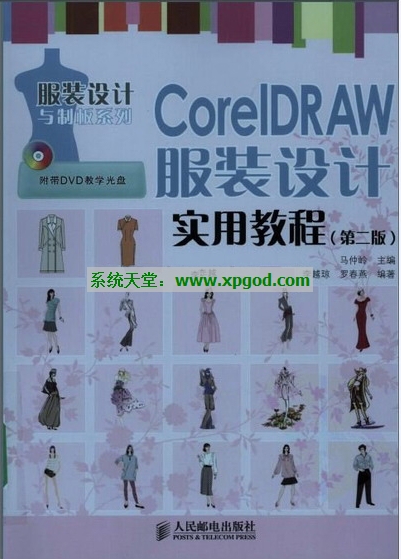 服装设计
与制板系列
附带DVD教学光盘
CorelDRAW
服装设计
实用教程(第二版)
马仲岭 主编
越琼 罗春燕 编著
系统天堂：www.xpgod.com
人民邮电出版社
POSTS & TELECOM PRESS